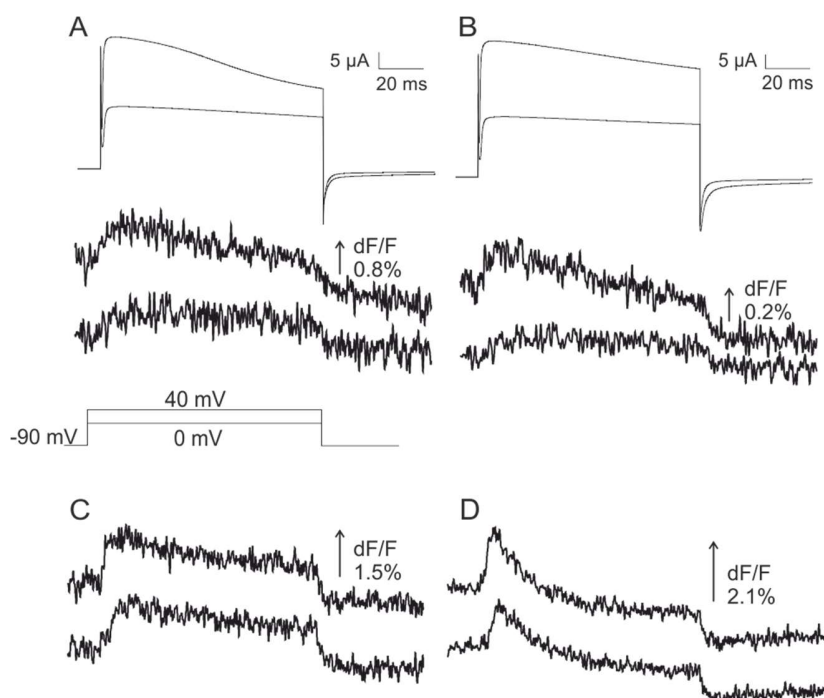 A
5 µA
20 ms
B
5 µA
20 ms
dF/F
0.8%
dF/F
0.2%
40 mV
-90 mV
0 mV
C
dF/F
1.5%
D
dF/F
2.1%